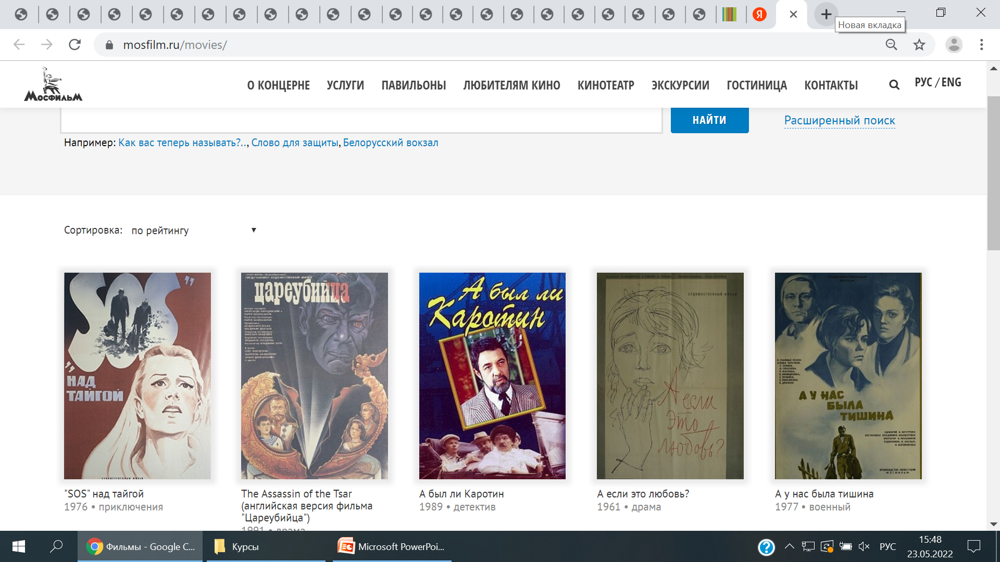 Новая вкладка
mosfilm.ru/movies/
МОСФИЛЬМ
О КОНЦЕРНЕ УСЛУГИ ПАВИЛЬОНЫ ЛЮБИТЕЛЯМ КИНО КИНОТЕАТР ЭКСКУРСИИ ГОСТИНИЦА КОНТАКТЫ РУС / ENG
НАЙТИ
Расширенный поиск
Например: Как вас теперь называть?.., Слово для защиты, Белорусский вокзал
Сортировка: по рейтингу
"SOS"
НАД
ТАЙГОЙ
цареубийца
А был ли
Каротин
ХУДОЖЕСТВЕННЫЙ ФИЛЬМ
А если
это
любовь?
А У НАС
БЫЛА
ТИШИНА
"SOS" над тайгой
1976 • приключения
The Assassin of the Tsar
(английская версия фильма
"Цареубийца")
1991 • драма
А был ли Каротин
1989 • детектив
А если это любовь?
1961 • драма
А у нас была тишина
1977 • военный
Фильмы - Google C...
Курсы
Microsoft PowerPoi...
РУС
15:48
23.05.2022